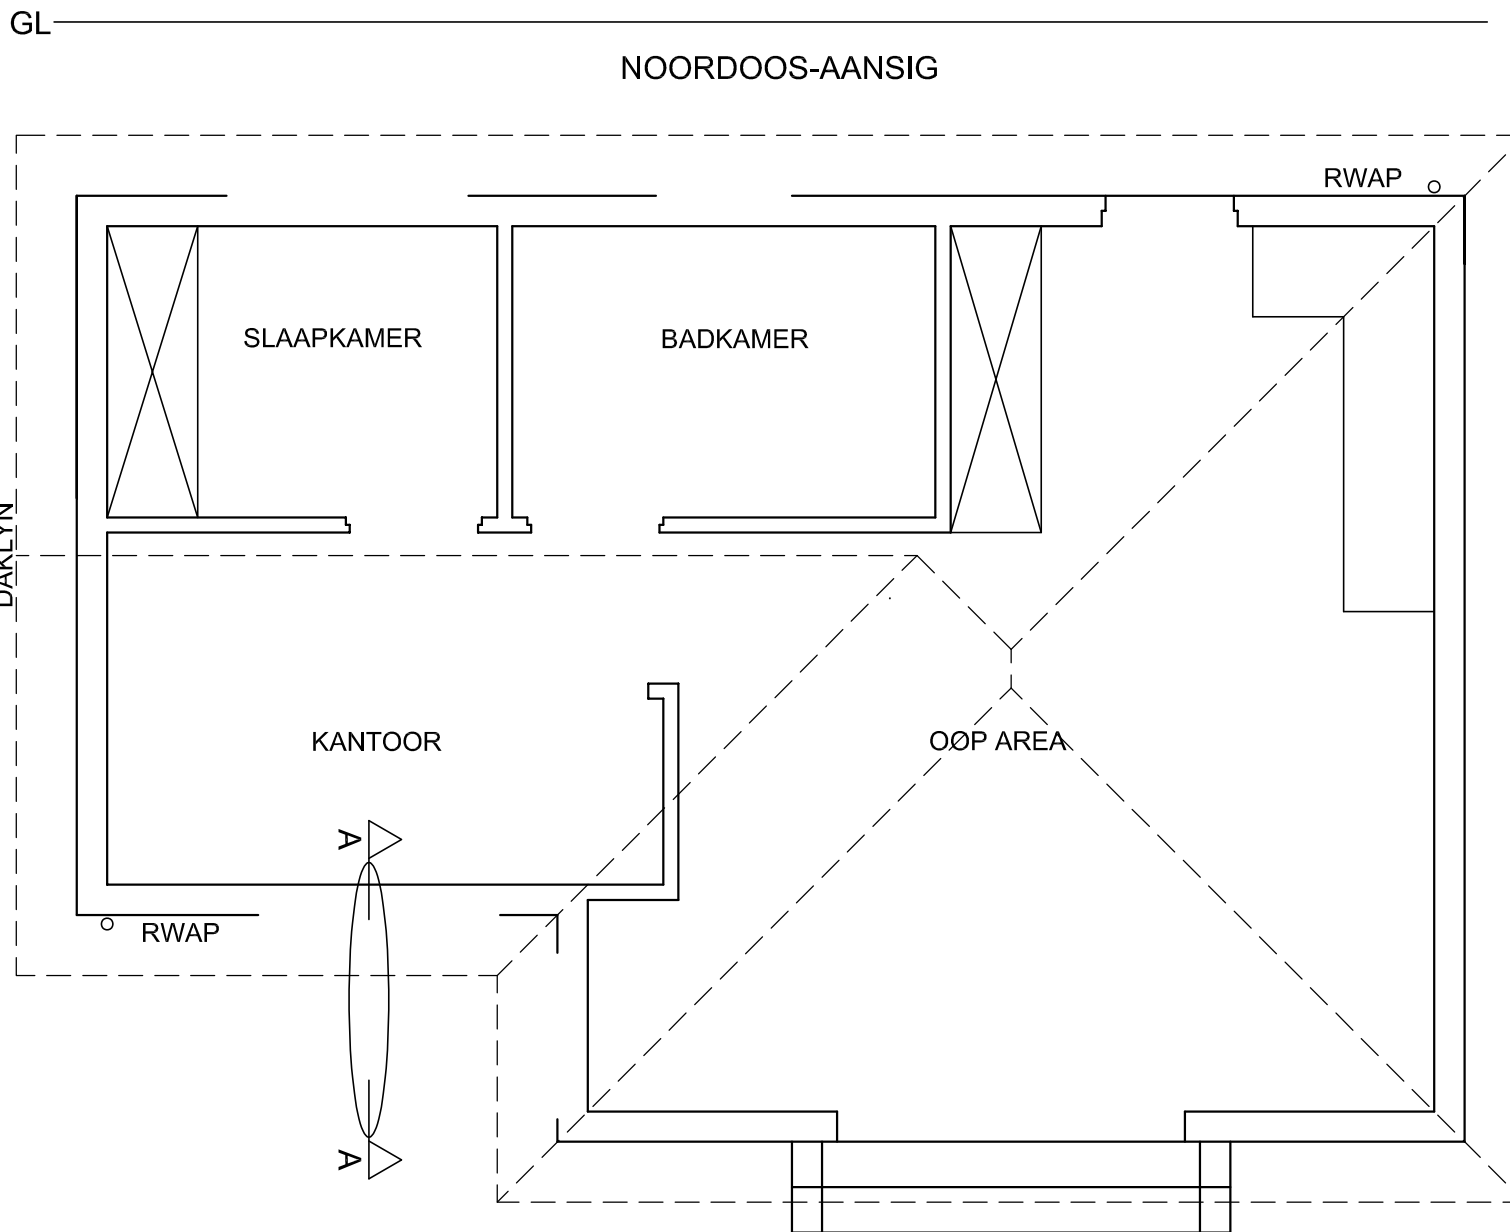 GL
NOORDOOS-AANSIG
RWAP
SLAAPKAMER
BADKAMER
DAKLYN
KANTOOR
OOP AREA
A
RWAP
A